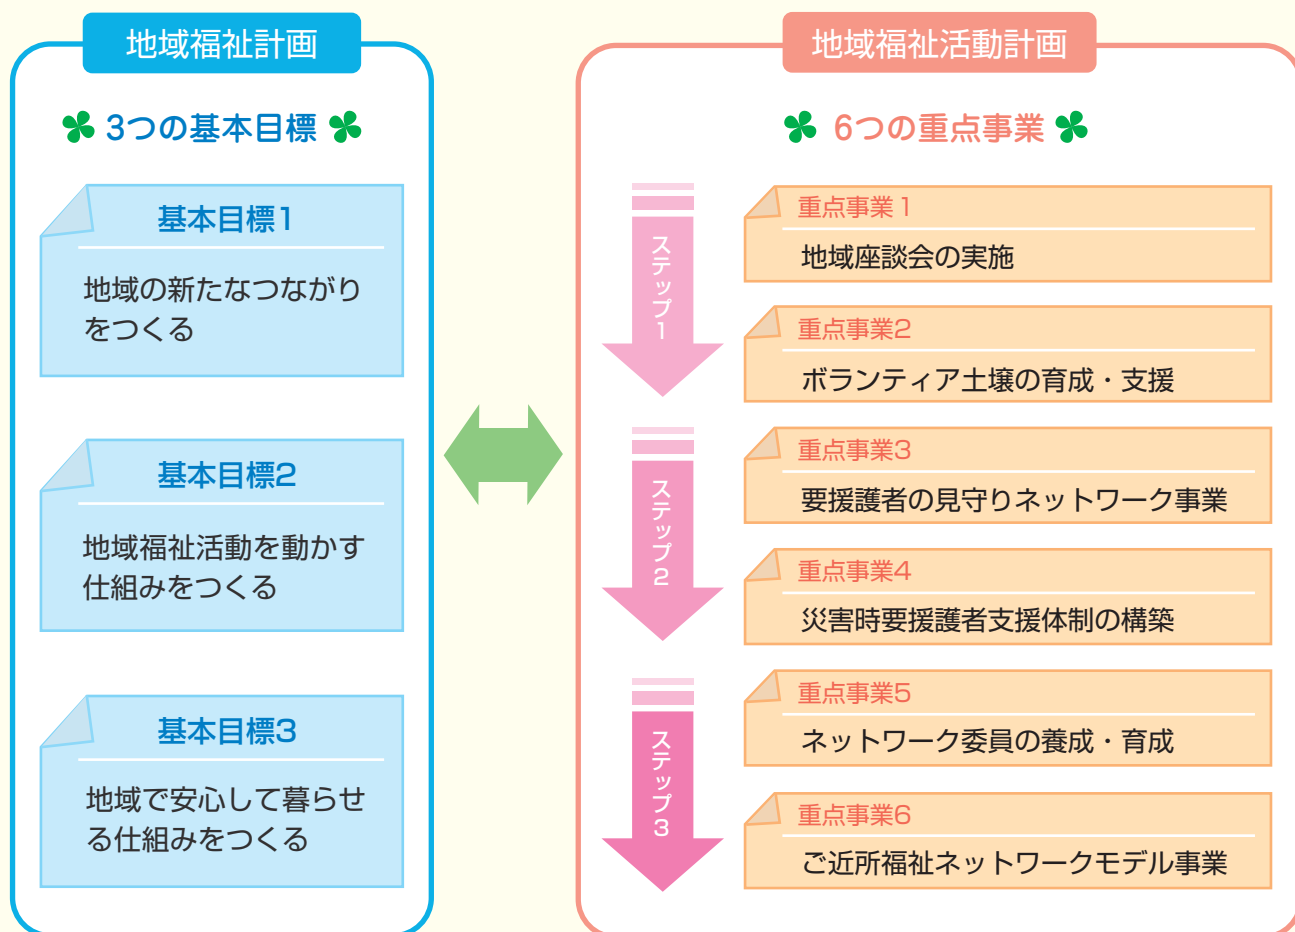 地域福祉計画
3つの基本目標
基本目標1
地域の新たなつながり
をつくる
基本目標2
地域福祉活動を動かす
仕組みをつくる
基本目標3
地域で安心して暮らせ
る仕組みをつくる
地域福祉活動計画
6つの重点事業
ステップ1
重点事業1
地域座談会の実施
重点事業2
ボランティア土壌の育成・支援
ステップ2
重点事業3
要援護者の見守りネットワーク事業
重点事業4
災害時要援護者支援体制の構築
ステップ3
重点事業5
ネットワーク委員の養成・育成
重点事業6
ご近所福祉ネットワークモデル事業